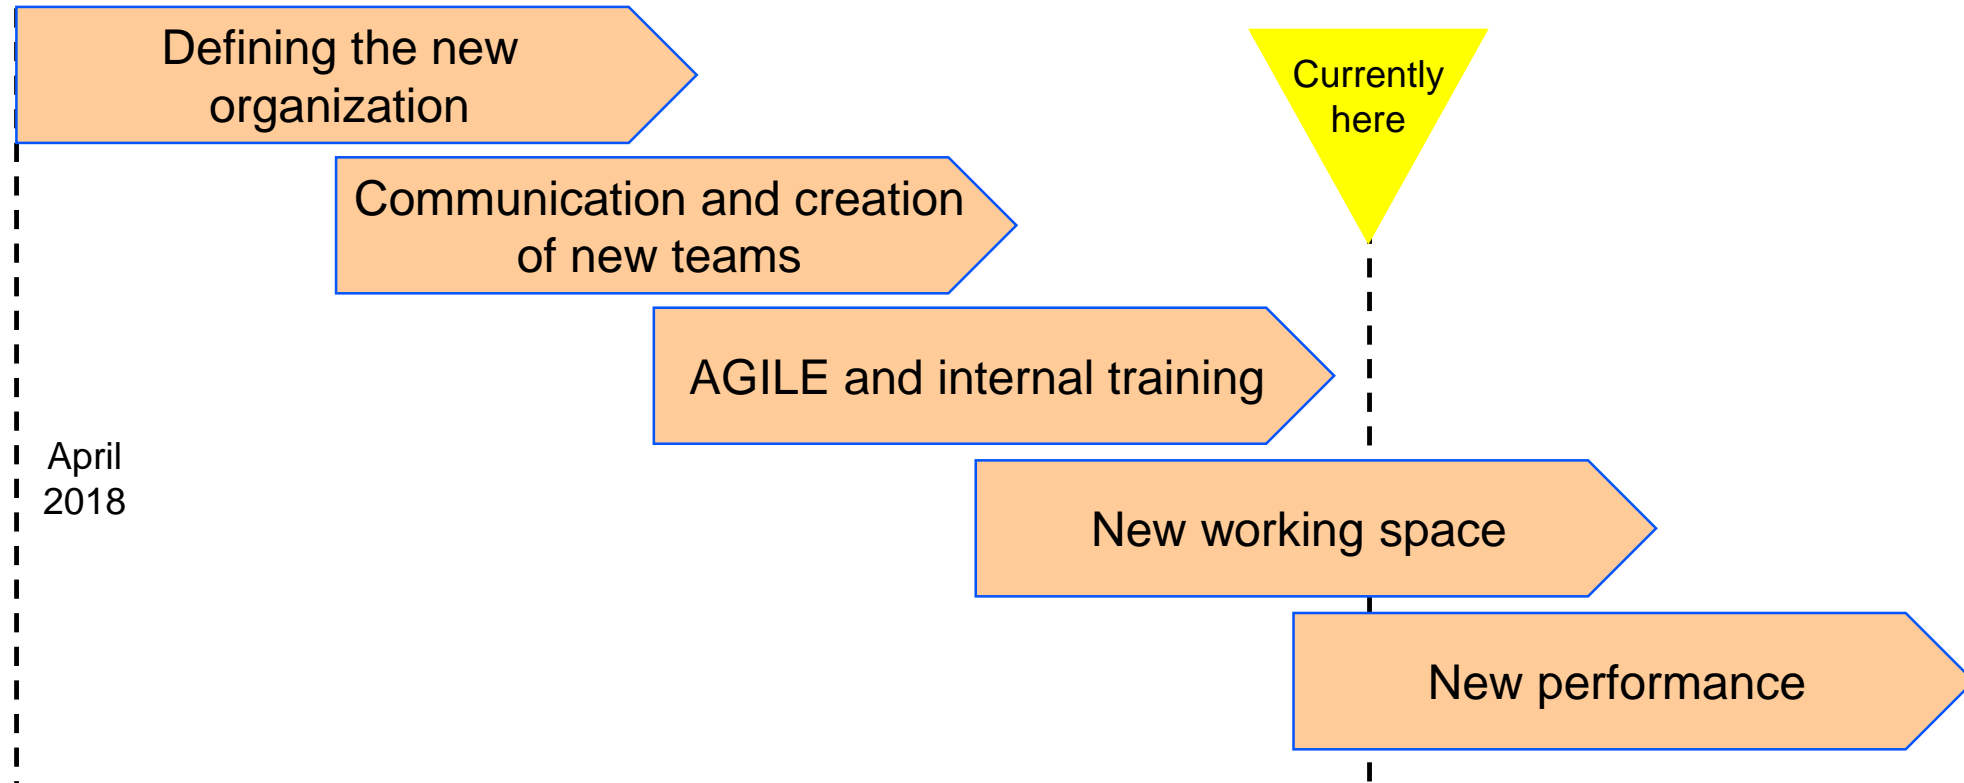 Defining the new
organization
Currently
here
Communication and creation
of new teams
AGILE and internal training
April
2018
New working space
New performance